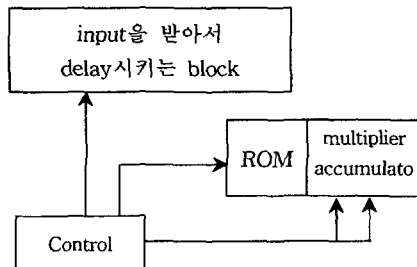 input을 받아서
delay시키는 block
ROM
multiplier
accumulato
Control